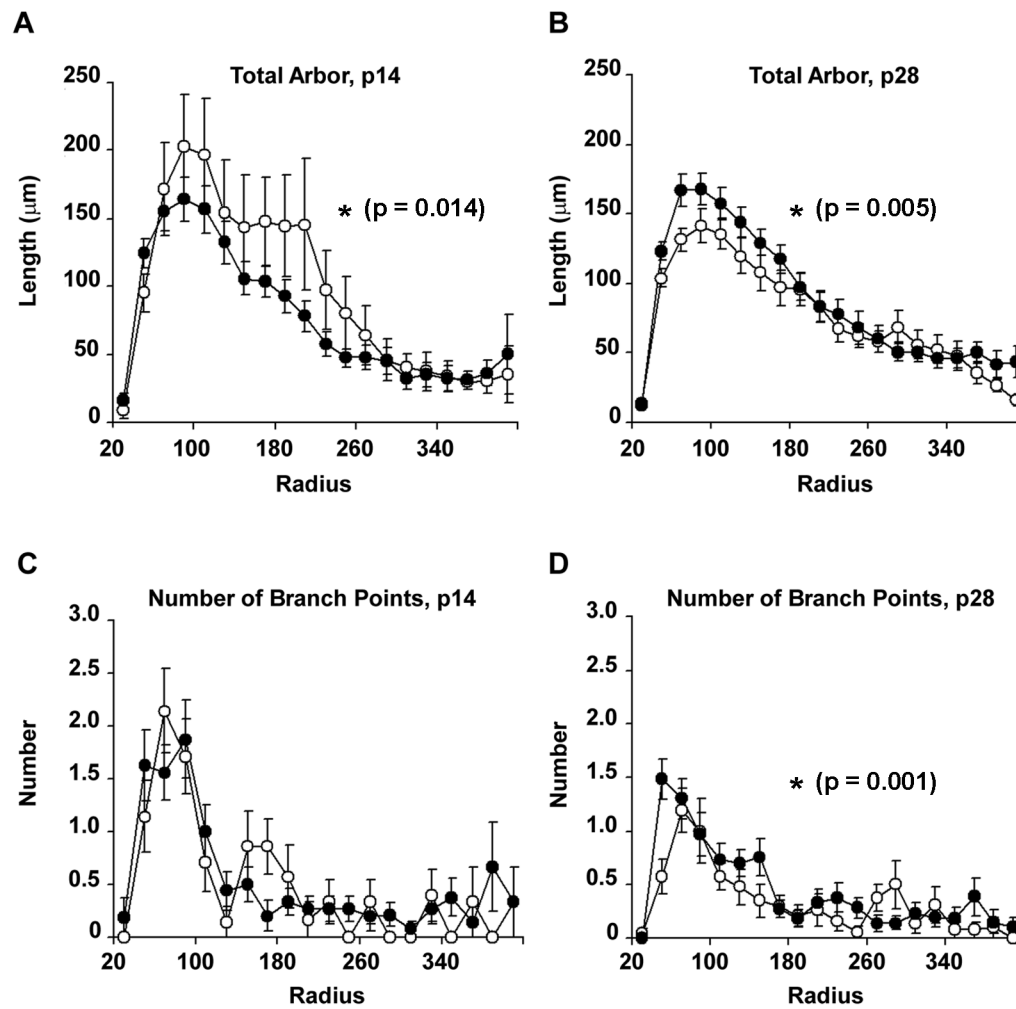 A
Total Arbor, p14
250
200
150
100
50
0
Length (μm)
* (p = 0.014)
20 100 180 260 340
Radius
B
Total Arbor, p28
250
200
150
100
50
0
Length (μm)
* (p = 0.005)
20 100 180 260 340
Radius
C
Number of Branch Points, p14
3.0
2.5
2.0
1.5
1.0
0.5
0
Number
20 100 180 260 340
Radius
D
Number of Branch Points, p28
3.0
2.5
2.0
1.5
1.0
0.5
0
Number
* (p = 0.001)
20 100 180 260 340
Radius